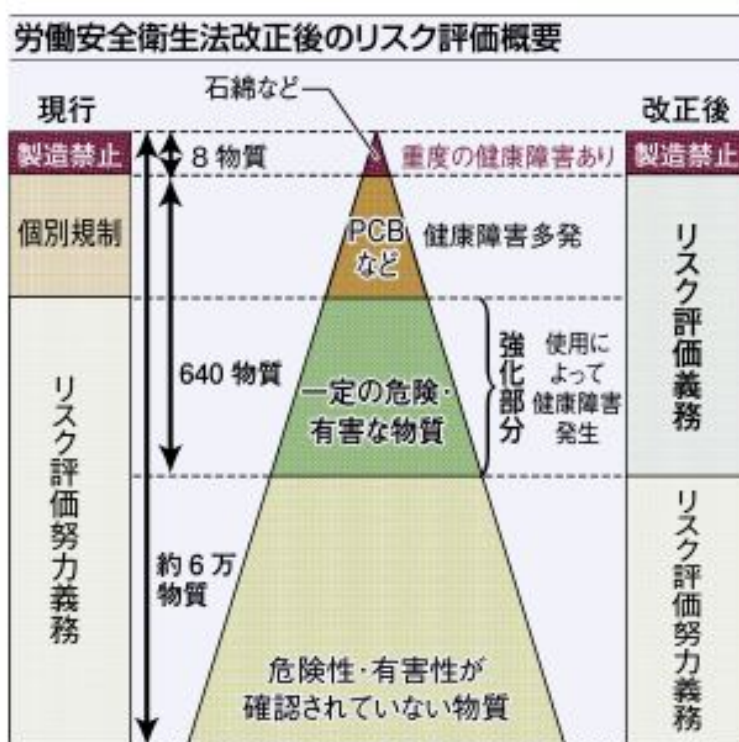 労働安全衛生法改正後のリスク評価概要
現行
製造禁止
個別規制
リスク評価努力義務
8物質
640物質
約6万
物質
石綿など
重度の健康障害あり
PCB
など
健康障害多発
一定の危険・
有害な物質
強化部分
使用に
よって
健康障害
発生
危険性・有害性が
確認されていない物質
改正後
製造禁止
リスク評価義務
リスク評価努力義務